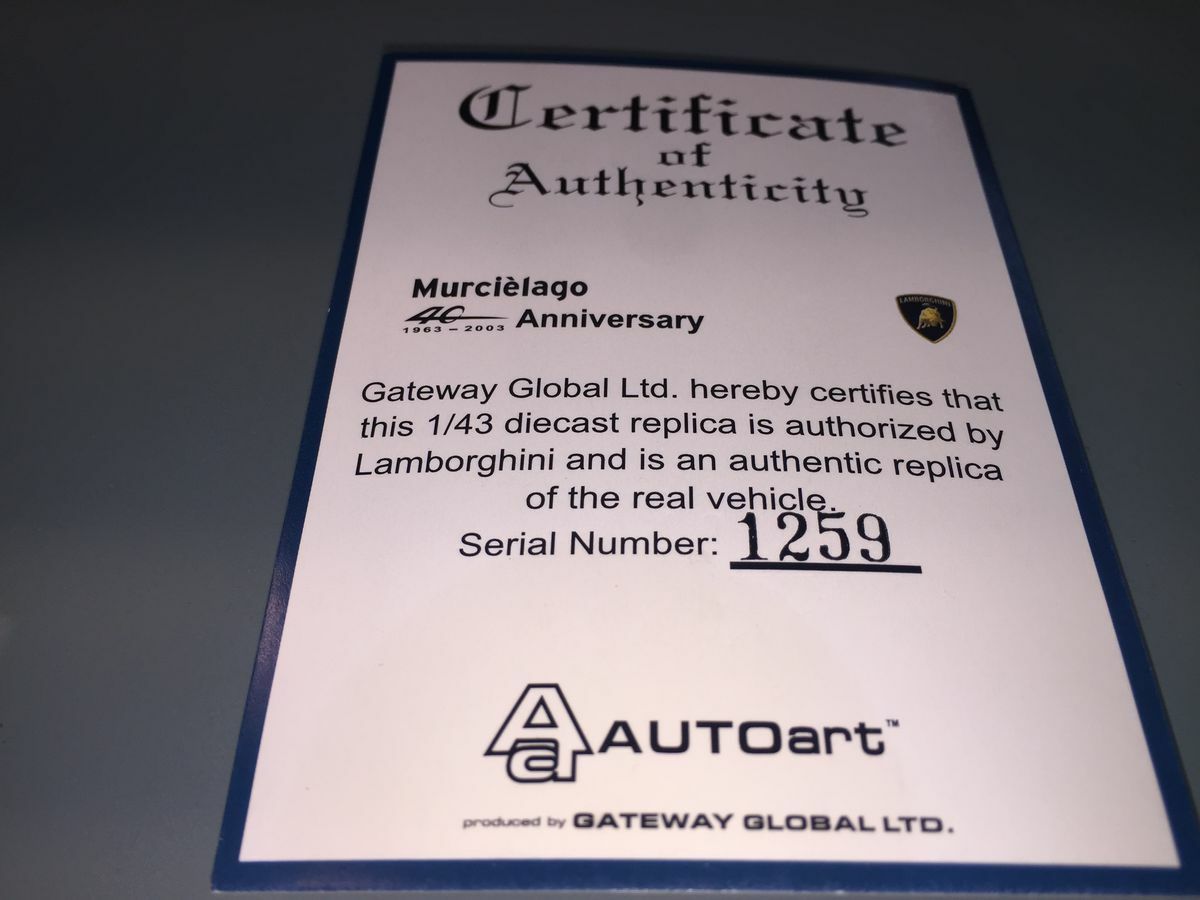 Certificate
of
Authenticity
Murcièlago
40 Anniversary
1963 – 2003
LAMBORGHINI
Gateway Global Ltd. hereby certifies that
this 1/43 diecast replica is authorized by
Lamborghini and is an authentic replica
of the real vehicle.
Serial Number: 1259
Aa AUTOart™
produced by GATEWAY GLOBAL LTD.